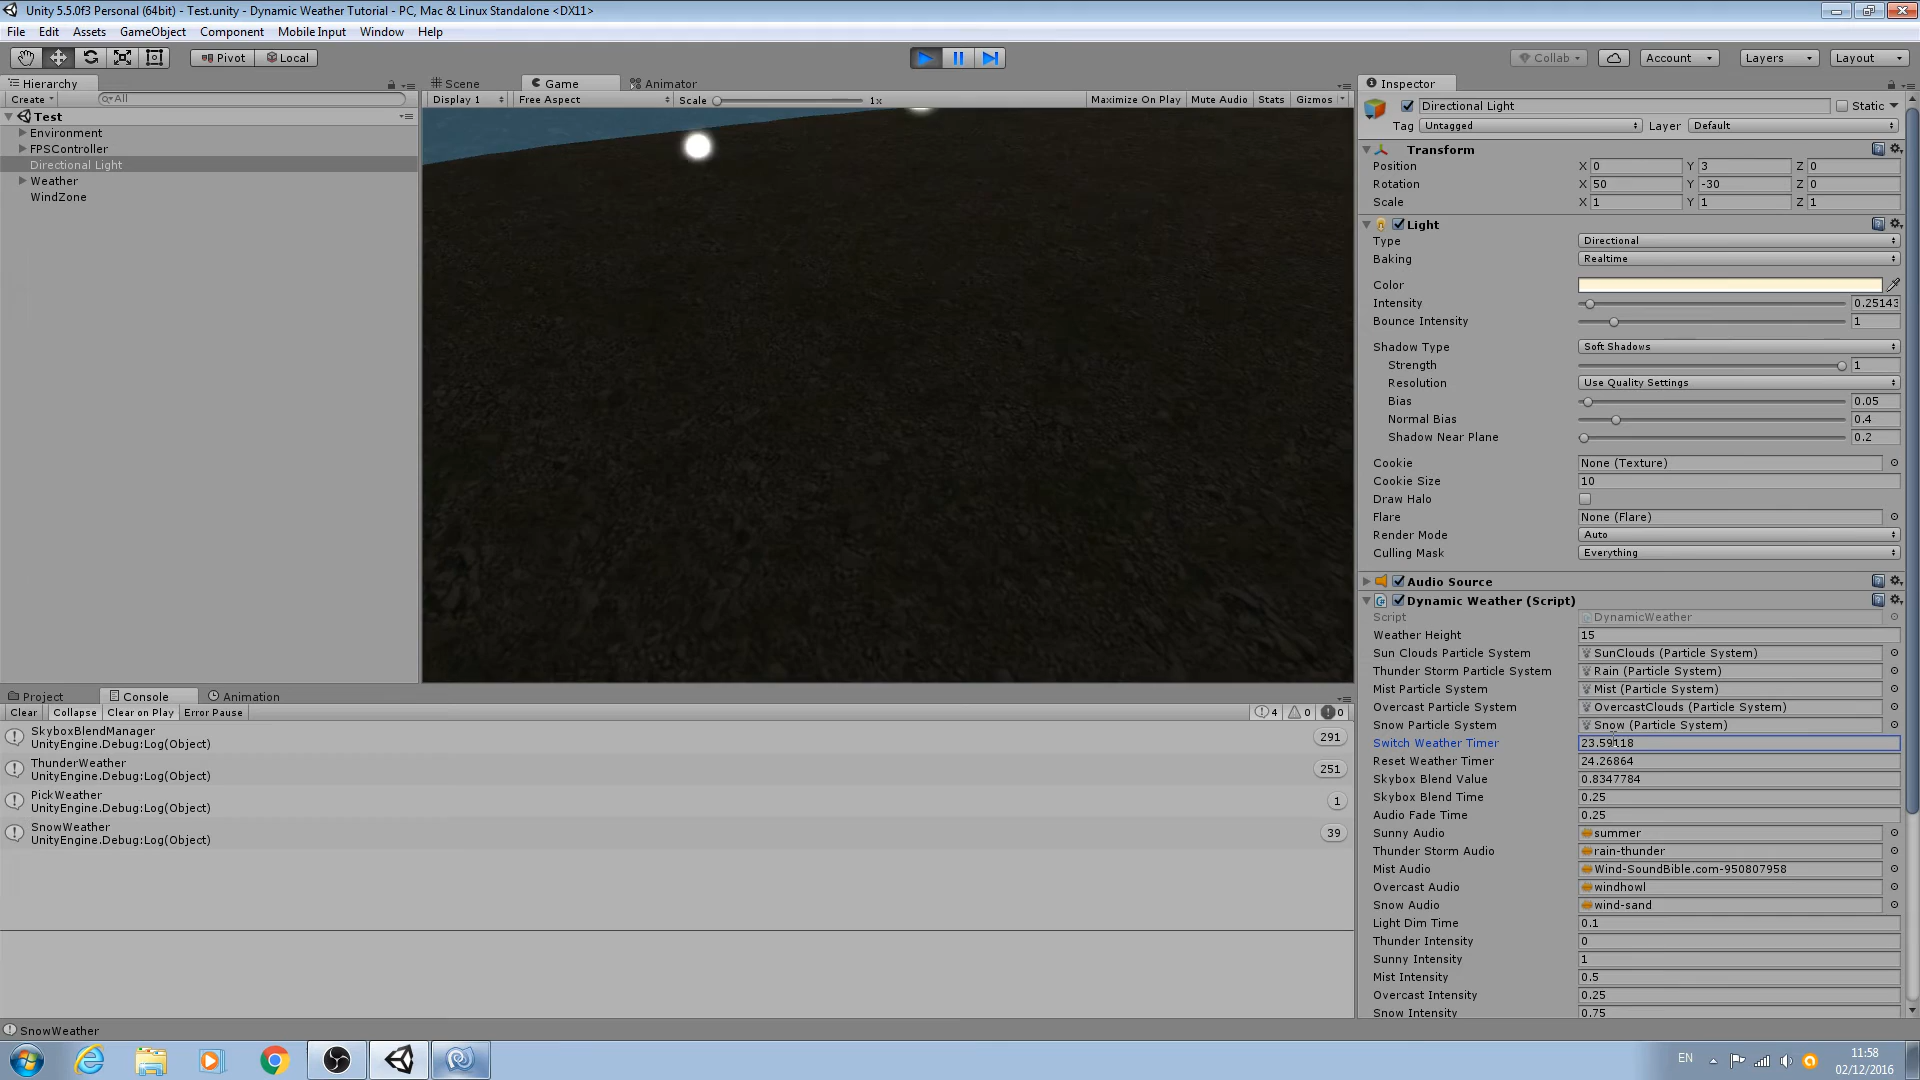 Unity 5.5.0f3 Personal (64bit) - Test.unity - Dynamic Weather Tutorial - PC, Mac & Linux Standalone <DX11>
File Edit Assets GameObject Component Mobile Input Window Help
Pivot Local Collab Account Layers Layout
Hierarchy Scene Game Animator Inspector
Create All Display 1 Free Aspect Scale 1x Maximize On Play Mute Audio Stats Gizmos
Directional Light Static
Tag Untagged Layer Default
Test
Environment
FPSController
Directional Light
Weather
WindZone
Transform
Position X 0 Y 3 Z 0
Rotation X 50 Y -30 Z 0
Scale X 1 Y 1 Z 1
Light
Type Directional
Baking Realtime
Color
Intensity 0.25143
Bounce Intensity 1
Shadow Type Soft Shadows
Strength 1
Resolution Use Quality Settings
Bias 0.05
Normal Bias 0.4
Shadow Near Plane 0.2
Cookie None (Texture)
Cookie Size 10
Draw Halo
Flare None (Flare)
Render Mode Auto
Culling Mask Everything
Audio Source
Dynamic Weather (Script)
Script DynamicWeather
Weather Height 15
Sun Clouds Particle System SunClouds (Particle System)
Thunder Storm Particle System Rain (Particle System)
Mist Particle System Mist (Particle System)
Overcast Particle System OvercastClouds (Particle System)
Snow Particle System Snow (Particle System)
Switch Weather Timer 23.59118
Reset Weather Timer 24.26864
Skybox Blend Value 0.8347784
Skybox Blend Time 0.25
Audio Fade Time 0.25
Sunny Audio summer
Thunder Storm Audio rain-thunder
Mist Audio Wind-SoundBible.com-950807958
Overcast Audio windhowl
Snow Audio wind-sand
Light Dim Time 0.1
Thunder Intensity 0
Sunny Intensity 1
Mist Intensity 0.5
Overcast Intensity 0.25
Snow Intensity 0.75
Project Console Animation
Clear Collapse Clear on Play Error Pause 4 0 0
SkyboxBlendManager
UnityEngine.Debug:Log(Object) 291
ThunderWeather
UnityEngine.Debug:Log(Object) 251
PickWeather
UnityEngine.Debug:Log(Object) 1
SnowWeather
UnityEngine.Debug:Log(Object) 39
SnowWeather
EN 11:58
02/12/2016